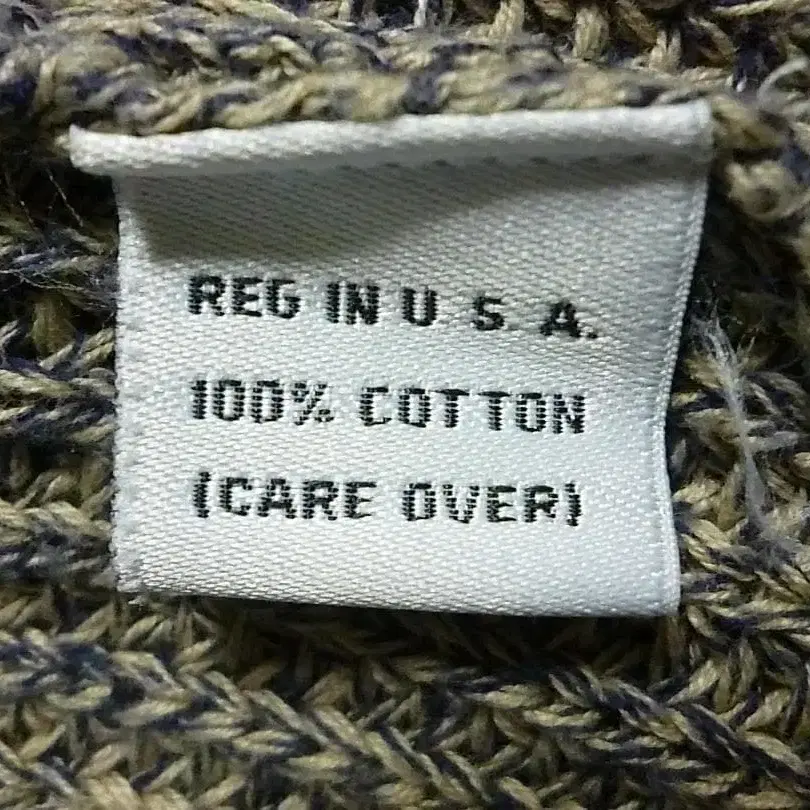 REG IN U S A.
100% COTTON
(CARE OVER)